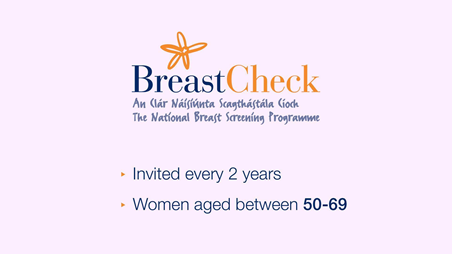 BreastCheck
An Clár Náisiúnta Scagthástála Cíoch
The National Breast Screening Programme
Invited every 2 years
Women aged between 50-69